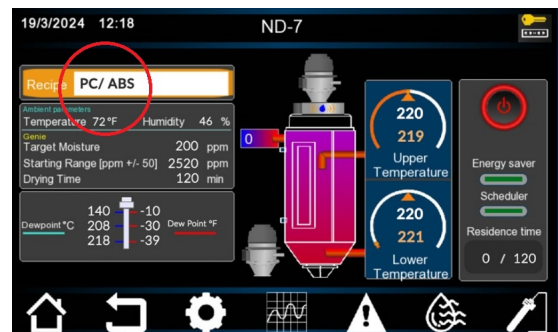 19/3/2024 12:18
ND-7
Recipe PC/ ABS
Ambient parameters
Temperature 72 °F Humidity 46 %
Genie
Target Moisture 200 ppm
Starting Range [ppm +/- 50] 2520 ppm
Drying Time 120 min
Dewpoint °C
140 -10
208 -30
218 -39
Dew Point °F
0
220
219
Upper
Temperature
220
221
Lower
Temperature
Energy saver
Scheduler
Residence time
0 / 120